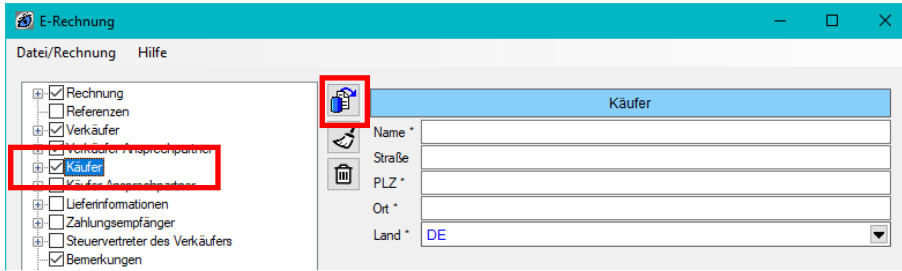 E-Rechnung
Datei/Rechnung Hilfe
Rechnung
Referenzen
Verkäufer
Verkäufer Ansprechpartner
Käufer
Käufer Ansprechpartner
Lieferinformationen
Zahlungsempfänger
Steuervertreter des Verkäufers
Bemerkungen
Käufer
Name *
Straße
PLZ *
Ort *
Land * DE